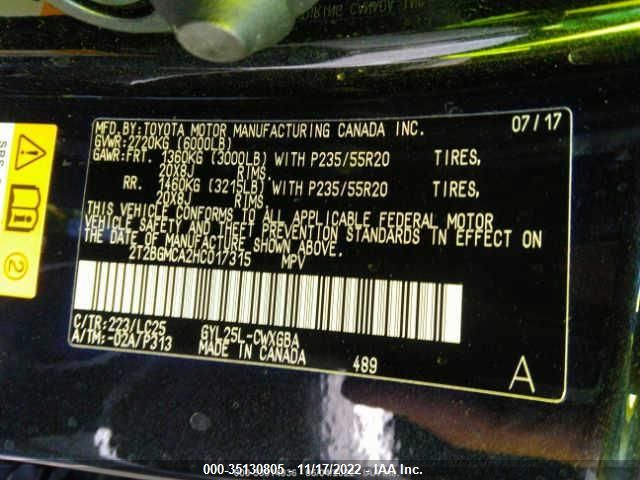 MFD.BY:TOYOTA MOTOR MANUFACTURING CANADA INC. 07/17
GVWR:2720KG (6000LB)
GAWR:FRT. 1360KG (3000LB) WITH P235/55R20 TIRES,
20X8J RIMS
RR. 1460KG (3215LB) WITH P235/55R20 TIRES,
20X8J RIMS
THIS VEHICLE CONFORMS TO ALL APPLICABLE FEDERAL MOTOR
VEHICLE SAFETY AND THEFT PREVENTION STANDARDS IN EFFECT ON
THE DATE OF MANUFACTURE SHOWN ABOVE.
2T2BGMCA2HC017315 MPV
C/TR:223/LC25 GYL25L-CWXGBA
A/TM:-02A/P313 MADE IN CANADA 489
A
2
000-35130805 - 11/17/2022 - IAA Inc.